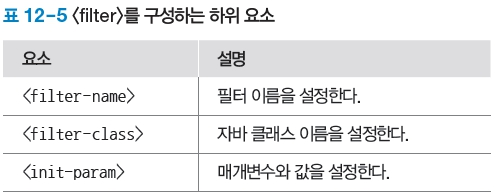 표 12-5 <filter>를 구성하는 하위 요소
요소 설명
<filter-name> 필터 이름을 설정한다.
<filter-class> 자바 클래스 이름을 설정한다.
<init-param> 매개변수와 값을 설정한다.